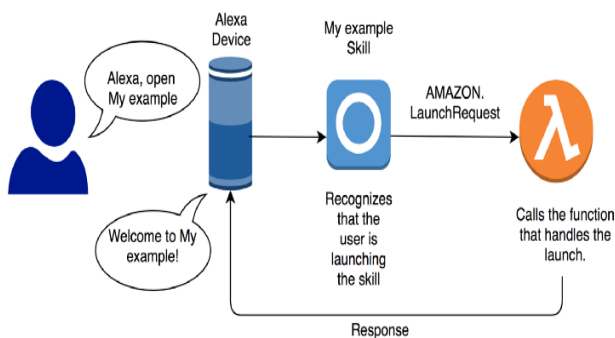 Alexa
Device
My example
Skill
Alexa, open
My example
AMAZON.
LaunchRequest
λ
Welcome to My
example!
Recognizes
that the
user is
launching
the skill
Calls the function
that handles the
launch.
Response